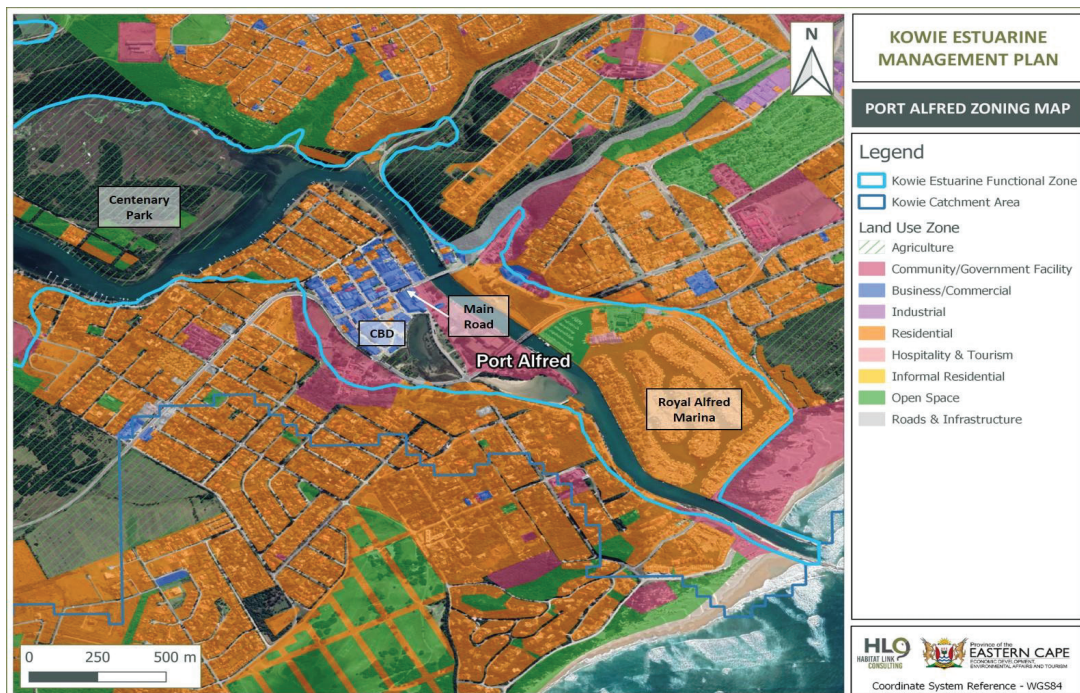 KOWIE ESTUARINE
MANAGEMENT PLAN
PORT ALFRED ZONING MAP
Legend
Kowie Estuarine Functional Zone
Kowie Catchment Area
Land Use Zone
Agriculture
Community/Government Facility
Business/Commercial
Industrial
Residential
Hospitality & Tourism
Informal Residential
Open Space
Roads & Infrastructure
N
Centenary
Park
CBD
Main
Road
Port Alfred
Royal Alfred
Marina
0 250 500 m
HLC
HABITAT LINK
CONSULTING
Province of the
EASTERN CAPE
ECONOMIC DEVELOPMENT,
ENVIRONMENTAL AFFAIRS AND TOURISM
Coordinate System Reference - WGS84